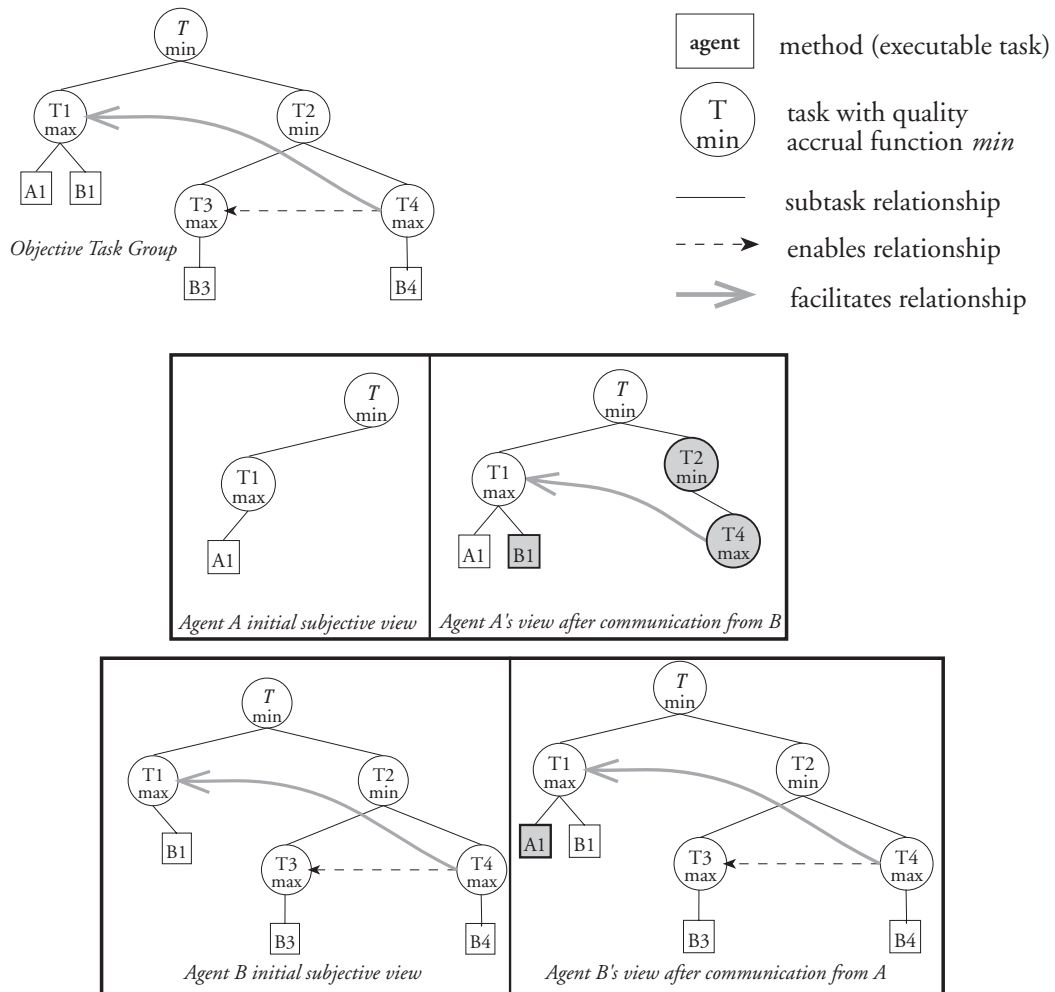 T
min
T1
max
T2
min
A1
B1
T3
max
T4
max
Objective Task Group
B3
B4
agent
method (executable task)
T
min
task with quality
accrual function min
subtask relationship
enables relationship
facilitates relationship
T
min
T1
max
A1
Agent A initial subjective view
T
min
T2
min
T1
max
T4
max
A1
B1
Agent A's view after communication from B
T
min
T1
max
T2
min
B1
T3
max
T4
max
B3
B4
Agent B initial subjective view
T
min
T1
max
T2
min
A1
B1
T3
max
T4
max
B3
B4
Agent B's view after communication from A